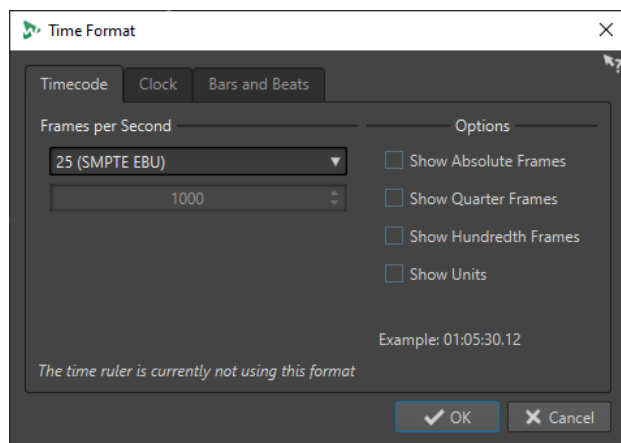 Time Format
Timecode Clock Bars and Beats
Frames per Second
25 (SMPTE EBU)
1000
Options
Show Absolute Frames
Show Quarter Frames
Show Hundredth Frames
Show Units
Example: 01:05:30.12
The time ruler is currently not using this format
OK Cancel